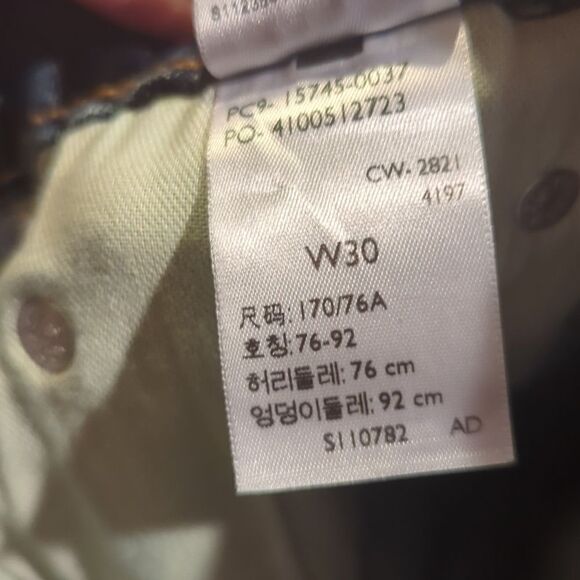 PC9- 15745-0037
PO- 4100512723
CW- 2821
4197
W30
尺码: 170/76A
호칭: 76-92
허리둘레: 76 cm
엉덩이둘레: 92 cm
S110782 AD